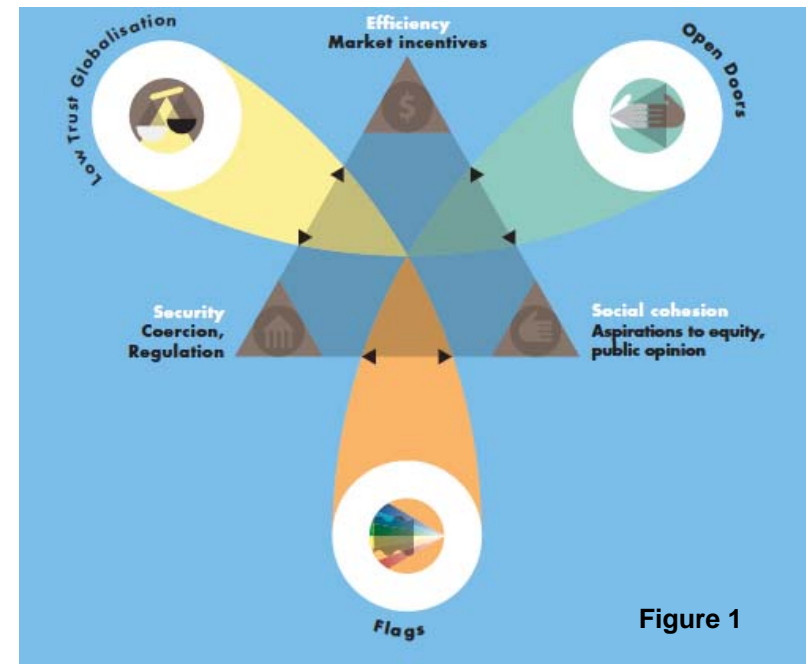 Low Trust Globalisation
Efficiency
Market incentives
Open Doors
$
Security
Coercion,
Regulation
Social cohesion
Aspirations to equity,
public opinion
Flags
Figure 1